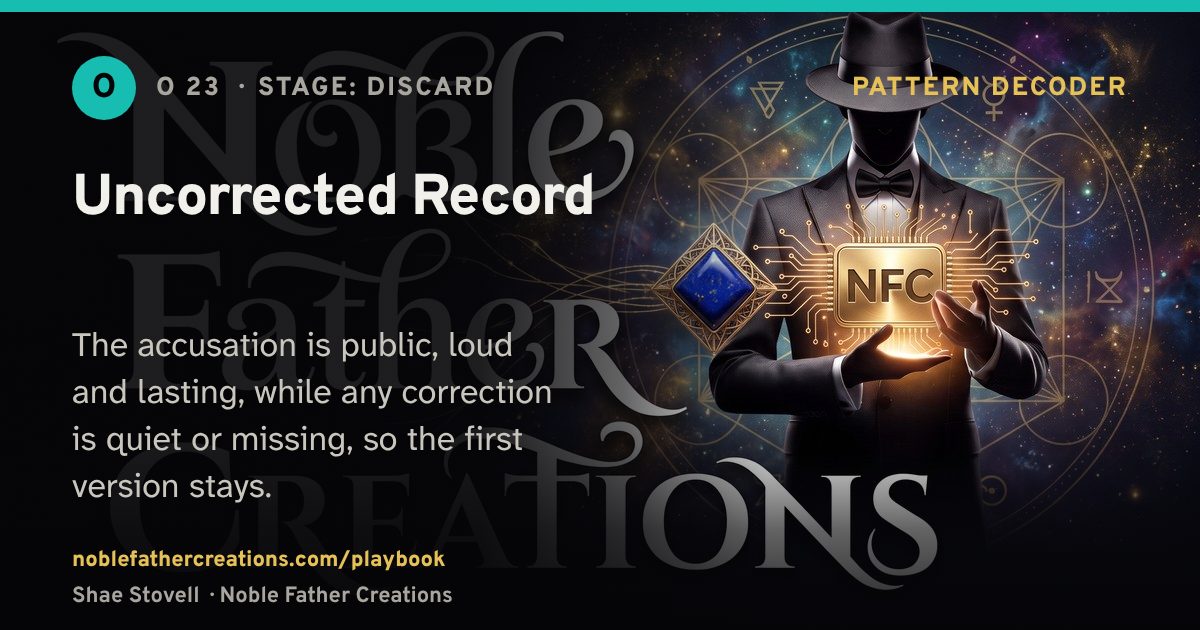 O
O 23 · STAGE: DISCARD
PATTERN DECODER
Uncorrected Record
The accusation is public, loud
and lasting, while any correction
is quiet or missing, so the first
version stays.
noblefathercreations.com/playbook
Shae Stovell · Noble Father Creations
NFC
Noble
FatheR
CREATIONS